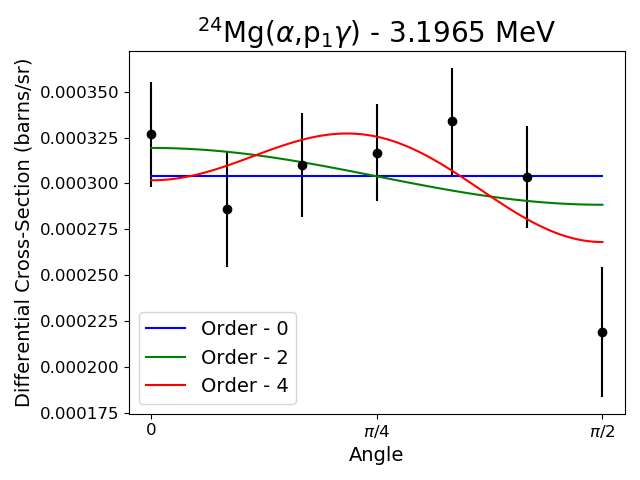 ²⁴Mg(α,p₁γ) - 3.1965 MeV
Differential Cross-Section (barns/sr)
0.000350
0.000325
0.000300
0.000275
0.000250
0.000225
0.000200
0.000175
Order - 0
Order - 2
Order - 4
0 π/4 π/2
Angle